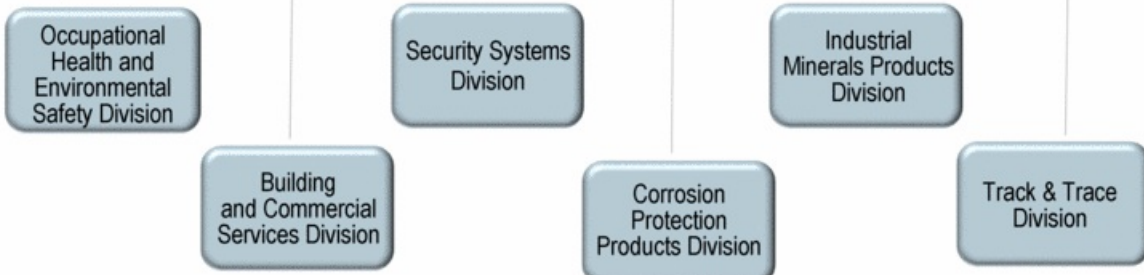 Occupational
Health and
Environmental
Safety Division
Security Systems
Division
Industrial
Minerals Products
Division
Building
and Commercial
Services Division
Corrosion
Protection
Products Division
Track & Trace
Division